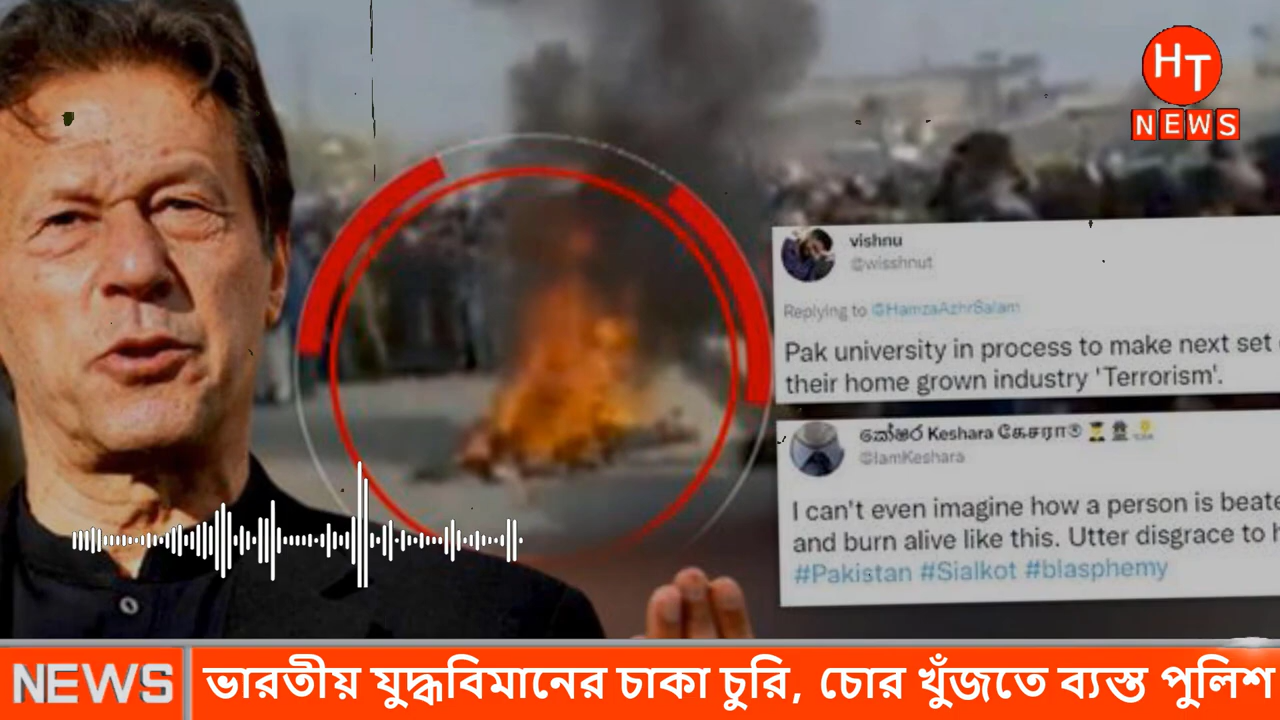 HT
NEWS
vishnu
@wisshnut
Replying to @HamzaAzhrSalam
Pak university in process to make next set
their home grown industry 'Terrorism'.
කේෂර Keshara கேசரா®
@IamKeshara
I can't even imagine how a person is beate
and burn alive like this. Utter disgrace to h
#Pakistan #Sialkot #blasphemy
NEWS
ভারতীয় যুদ্ধবিমানের চাকা চুরি, চোর খুঁজতে ব্যস্ত পুলিশ